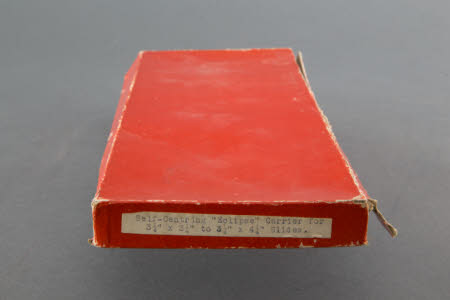 Self-Centring "Eclipse" Carrier for
3¼" x 3¼" to 3¼" x 4¼" Slides.